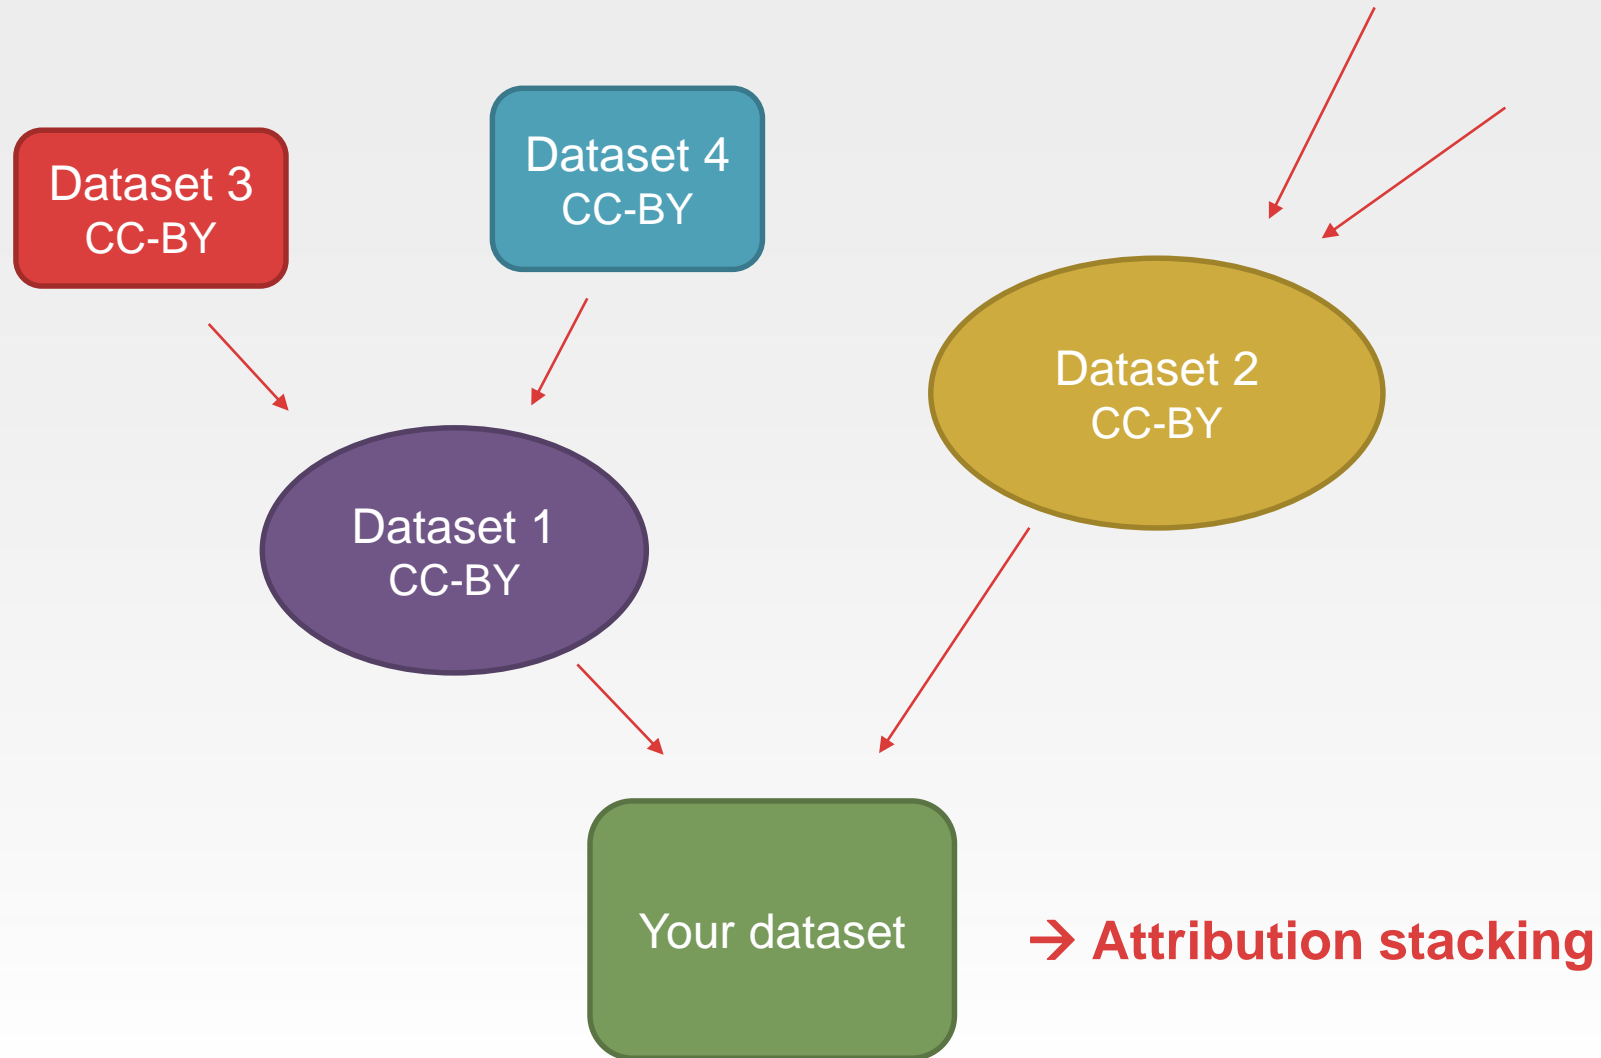 Dataset 3
CC-BY
Dataset 4
CC-BY
Dataset 2
CC-BY
Dataset 1
CC-BY
Your dataset
→ Attribution stacking